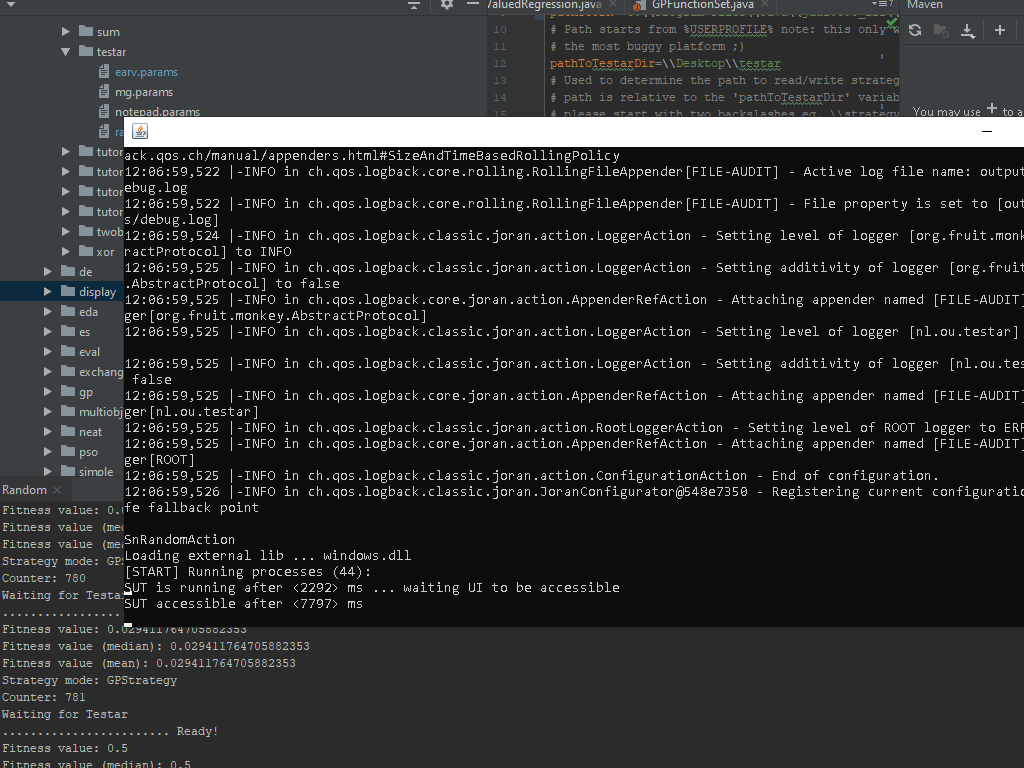 sum
testar
earv.params
mg.params
notepad.params
ra
tutor
tutor
tutor
tutor
twob
xor
de
display
eda
es
eval
exchang
gp
multiobj
neat
pso
simple
ValuedRegression.java
GPFunctionSet.java
Maven
10 # Path starts from %USERPROFILE% note: this only w
11 # the most buggy platform ;)
12 pathToTestarDir=\\Desktop\\testar
13 # Used to determine the path to read/write strateg
14 # path is relative to the 'pathToTestarDir' variab
15 # please start with two backslashes eg. \\strategy
You may use + to a
ack.qos.ch/manual/appenders.html#SizeAndTimeBasedRollingPolicy
12:06:59,522 |-INFO in ch.qos.logback.core.rolling.RollingFileAppender[FILE-AUDIT] - Active log file name: output
ebug.log
12:06:59,522 |-INFO in ch.qos.logback.core.rolling.RollingFileAppender[FILE-AUDIT] - File property is set to [out
s/debug.log]
12:06:59,524 |-INFO in ch.qos.logback.classic.joran.action.LoggerAction - Setting level of logger [org.fruit.monk
ractProtocol] to INFO
12:06:59,525 |-INFO in ch.qos.logback.classic.joran.action.LoggerAction - Setting additivity of logger [org.fruit
.AbstractProtocol] to false
12:06:59,525 |-INFO in ch.qos.logback.core.joran.action.AppenderRefAction - Attaching appender named [FILE-AUDIT]
ger[org.fruit.monkey.AbstractProtocol]
12:06:59,525 |-INFO in ch.qos.logback.classic.joran.action.LoggerAction - Setting level of logger [nl.ou.testar]
12:06:59,525 |-INFO in ch.qos.logback.classic.joran.action.LoggerAction - Setting additivity of logger [nl.ou.tes
false
12:06:59,525 |-INFO in ch.qos.logback.core.joran.action.AppenderRefAction - Attaching appender named [FILE-AUDIT]
ger[nl.ou.testar]
12:06:59,525 |-INFO in ch.qos.logback.classic.joran.action.RootLoggerAction - Setting level of ROOT logger to ERR
12:06:59,525 |-INFO in ch.qos.logback.core.joran.action.AppenderRefAction - Attaching appender named [FILE-AUDIT]
ger[ROOT]
12:06:59,525 |-INFO in ch.qos.logback.classic.joran.action.ConfigurationAction - End of configuration.
12:06:59,526 |-INFO in ch.qos.logback.classic.joran.JoranConfigurator@548e7350 - Registering current configuratio
fe fallback point
SnRandomAction
Loading external lib ... windows.dll
[START] Running processes (44):
SUT is running after <2292> ms ... waiting UI to be accessible
SUT accessible after <7797> ms
Random
Fitness value: 0.0
Fitness value (med
Fitness value (mea
Strategy mode: GPS
Counter: 780
Waiting for Testa
Fitness value: 0.029411764705882353
Fitness value (median): 0.029411764705882353
Fitness value (mean): 0.029411764705882353
Strategy mode: GPStrategy
Counter: 781
Waiting for Testar
........................ Ready!
Fitness value: 0.5
Fitness value (median): 0.5